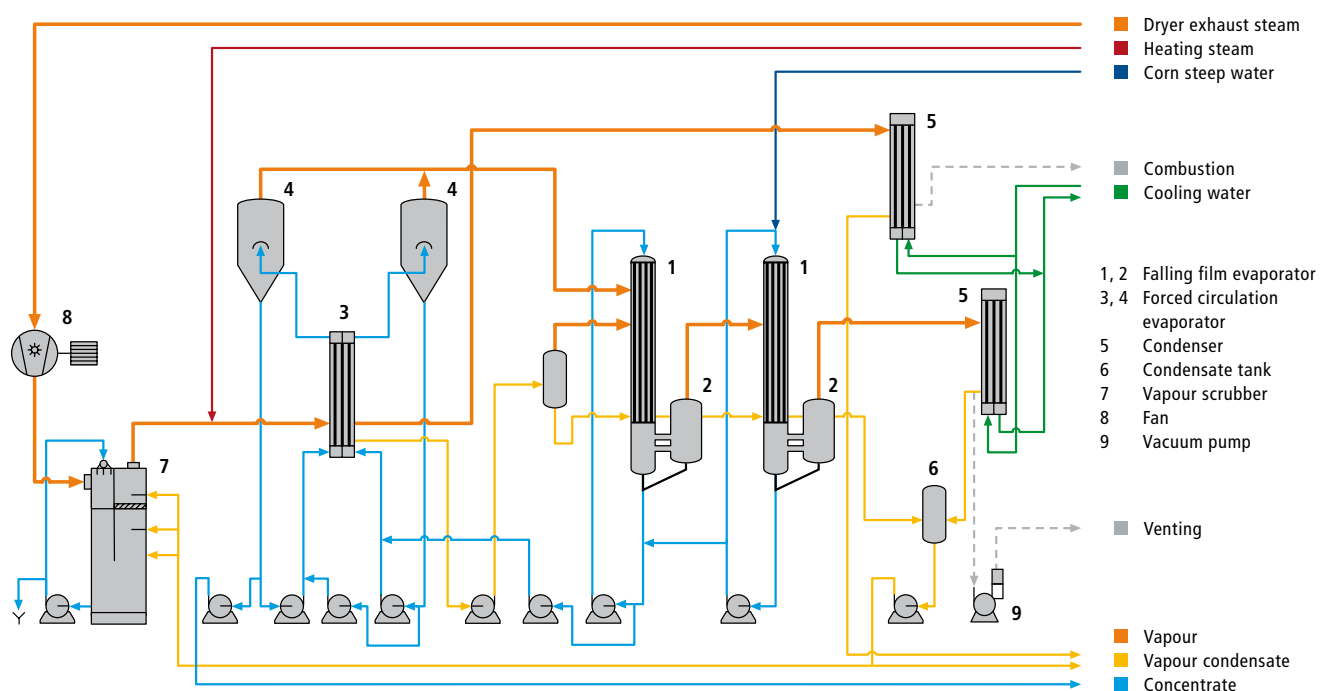 Dryer exhaust steam
Heating steam
Corn steep water
5
Combustion
Cooling water
4
4
1
1
1, 2 Falling film evaporator
3, 4 Forced circulation
evaporator
5 Condenser
6 Condensate tank
7 Vapour scrubber
8 Fan
9 Vacuum pump
5
8
3
2
2
7
6
Venting
9
Vapour
Vapour condensate
Concentrate